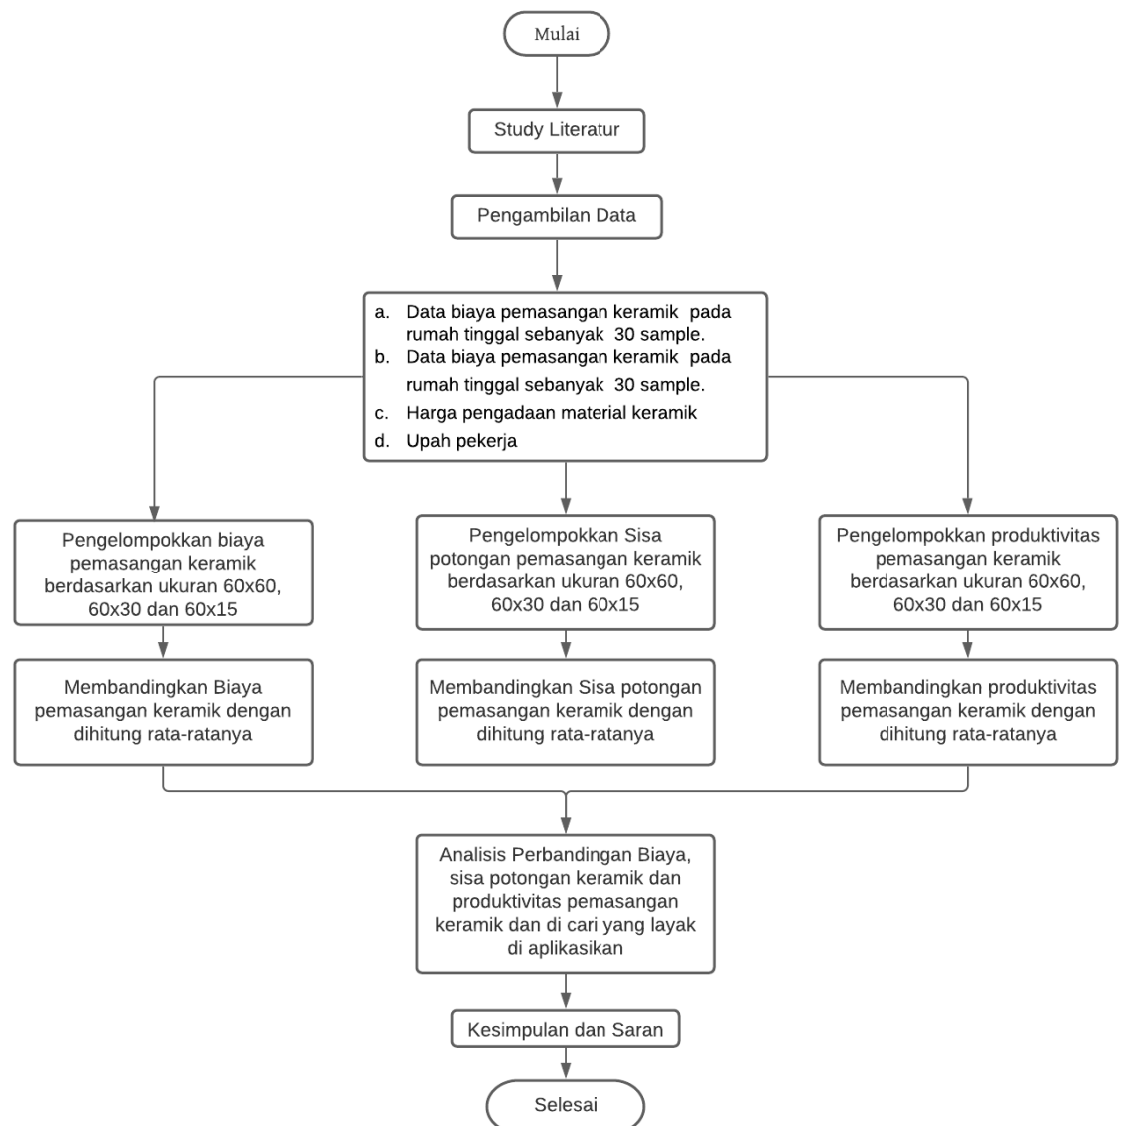 Mulai
Study Literatur
Pengambilan Data
a. Data biaya pemasangan keramik pada
rumah tinggal sebanyak 30 sample.
b. Data biaya pemasangan keramik pada
rumah tinggal sebanyak 30 sample.
c. Harga pengadaan material keramik
d. Upah pekerja
Pengelompokkan biaya
pemasangan keramik
berdasarkan ukuran 60x60,
60x30 dan 60x15
Pengelompokkan Sisa
potongan pemasangan keramik
berdasarkan ukuran 60x60,
60x30 dan 60x15
Pengelompokkan produktivitas
pemasangan keramik
berdasarkan ukuran 60x60,
60x30 dan 60x15
Membandingkan Biaya
pemasangan keramik dengan
dihitung rata-ratanya
Membandingkan Sisa potongan
pemasangan keramik dengan
dihitung rata-ratanya
Membandingkan produktivitas
pemasangan keramik dengan
dihitung rata-ratanya
Analisis Perbandingan Biaya,
sisa potongan keramik dan
produktivitas pemasangan
keramik dan di cari yang layak
di aplikasikan
Kesimpulan dan Saran
Selesai